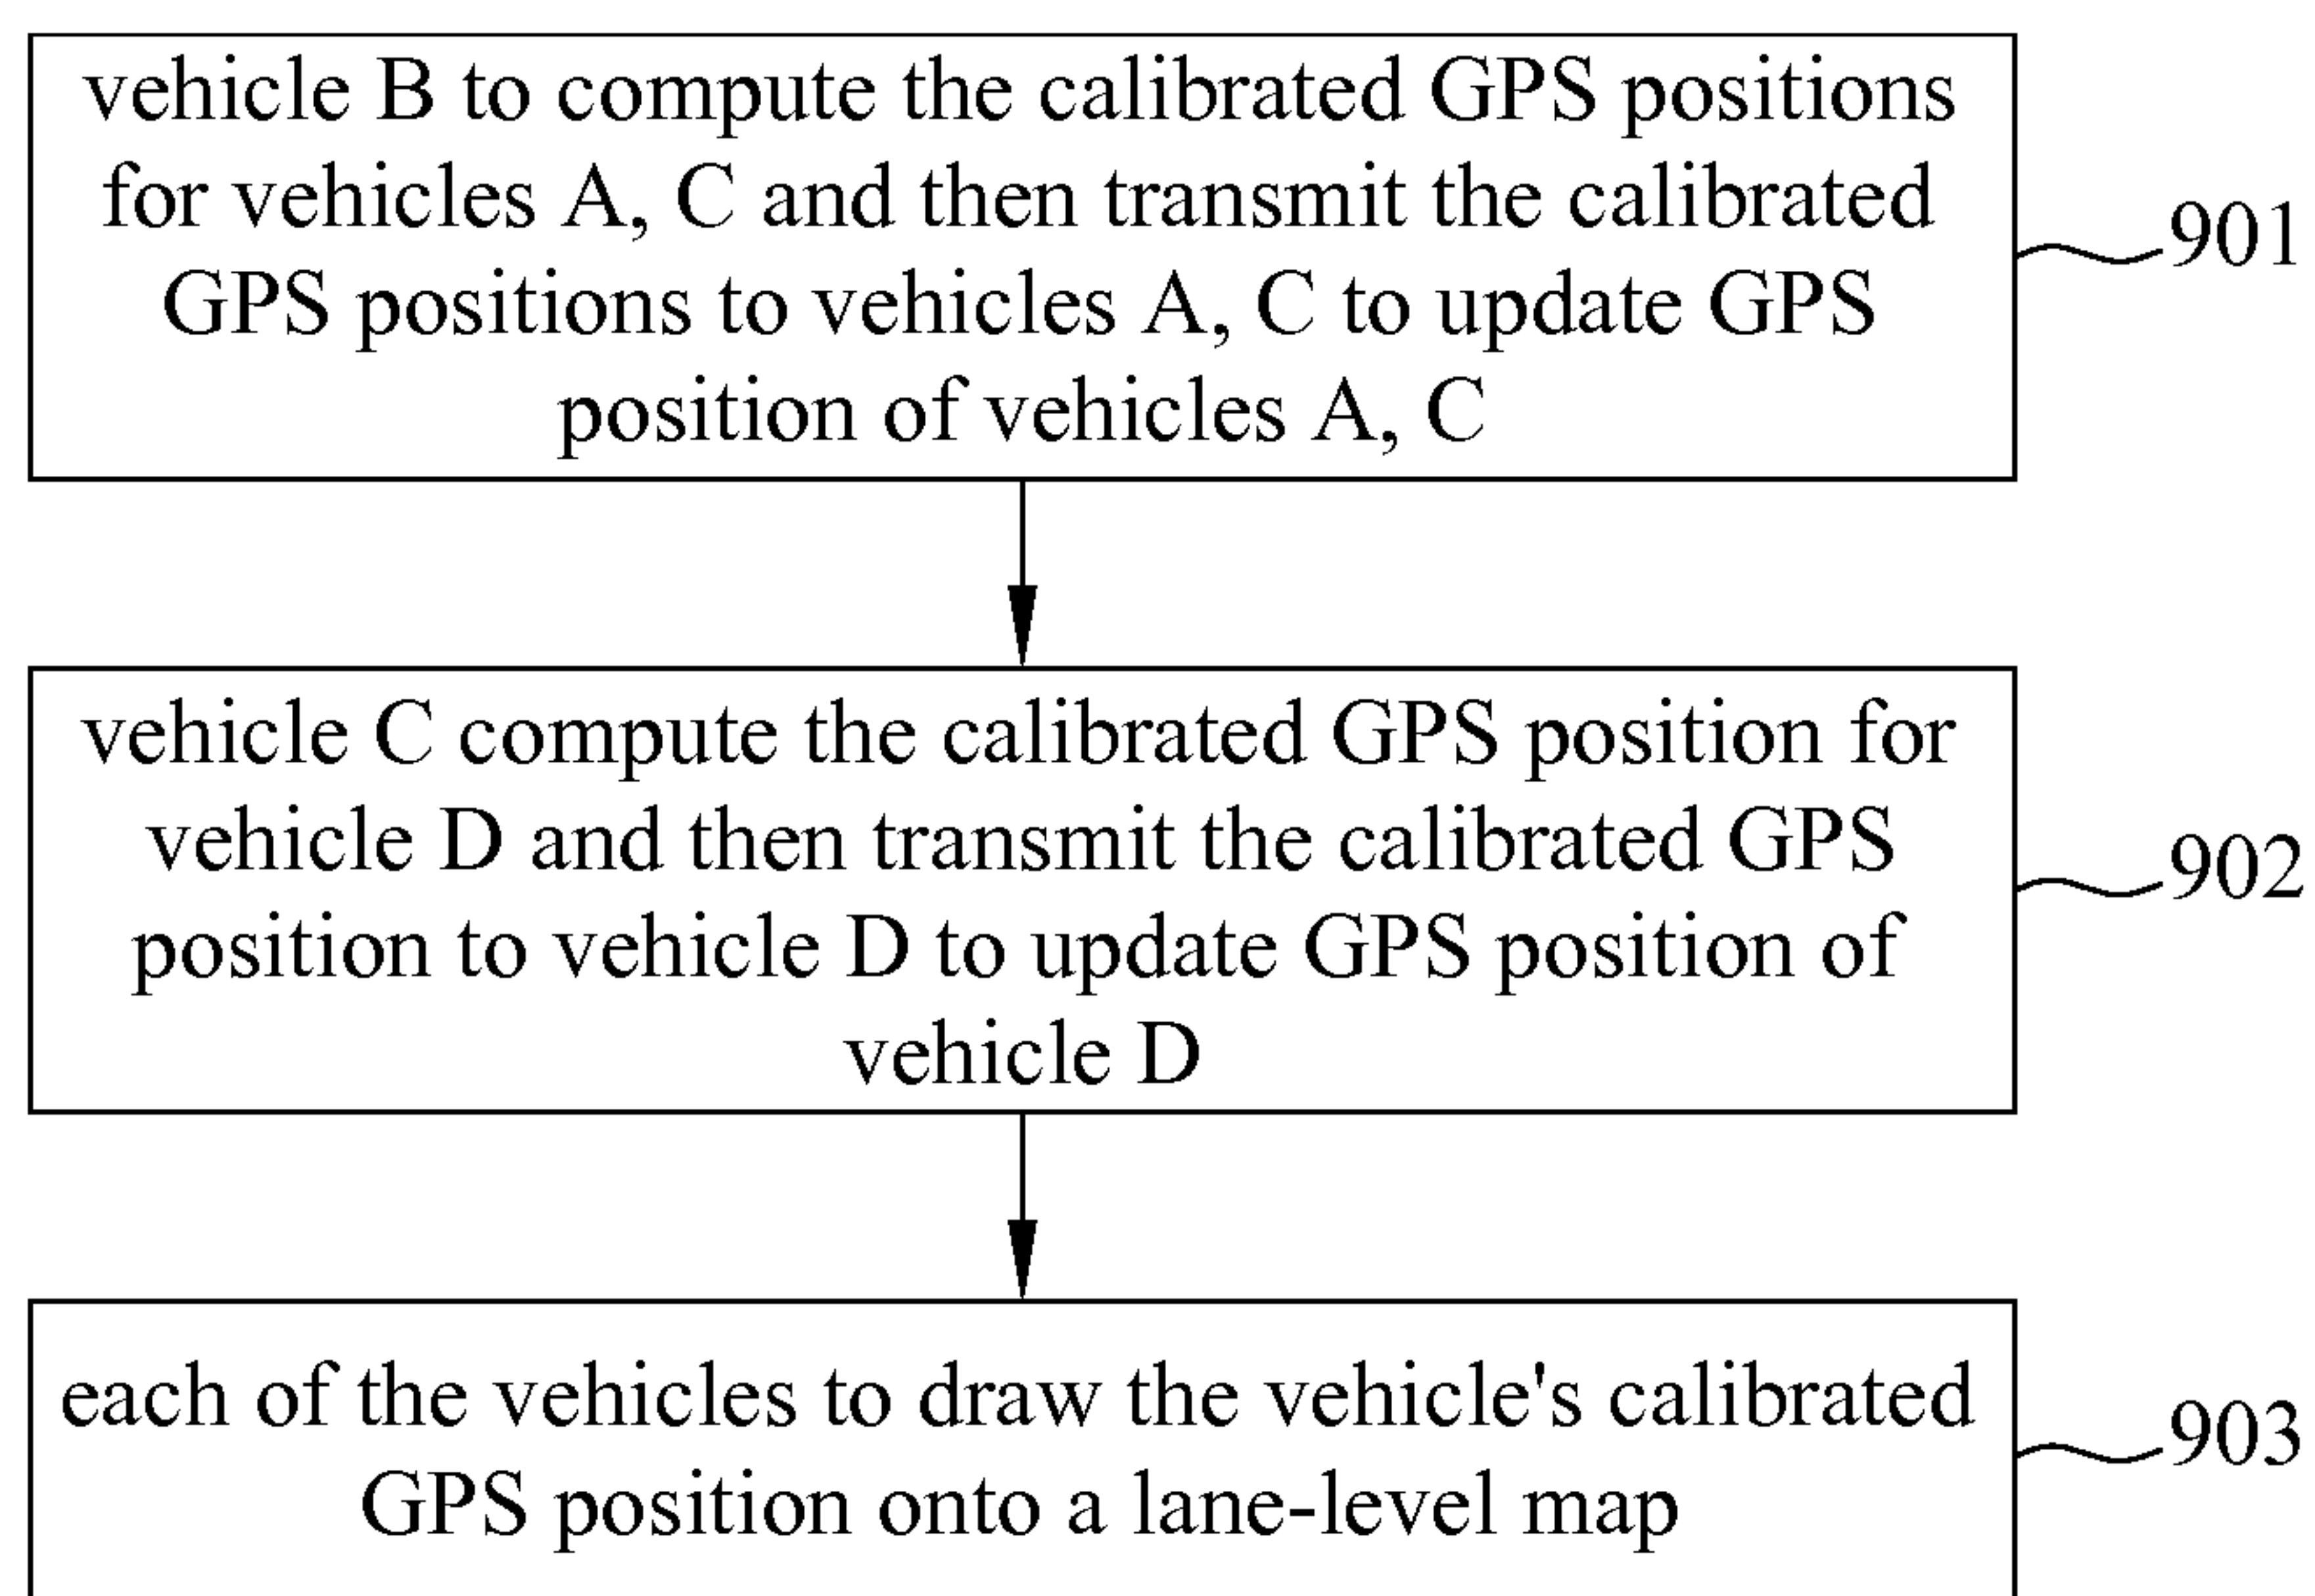 vehicle B to compute the calibrated GPS positions
for vehicles A, C and then transmit the calibrated
GPS positions to vehicles A, C to update GPS
position of vehicles A, C
901
vehicle C compute the calibrated GPS position for
vehicle D and then transmit the calibrated GPS
position to vehicle D to update GPS position of
vehicle D
902
each of the vehicles to draw the vehicle's calibrated
GPS position onto a lane-level map
903